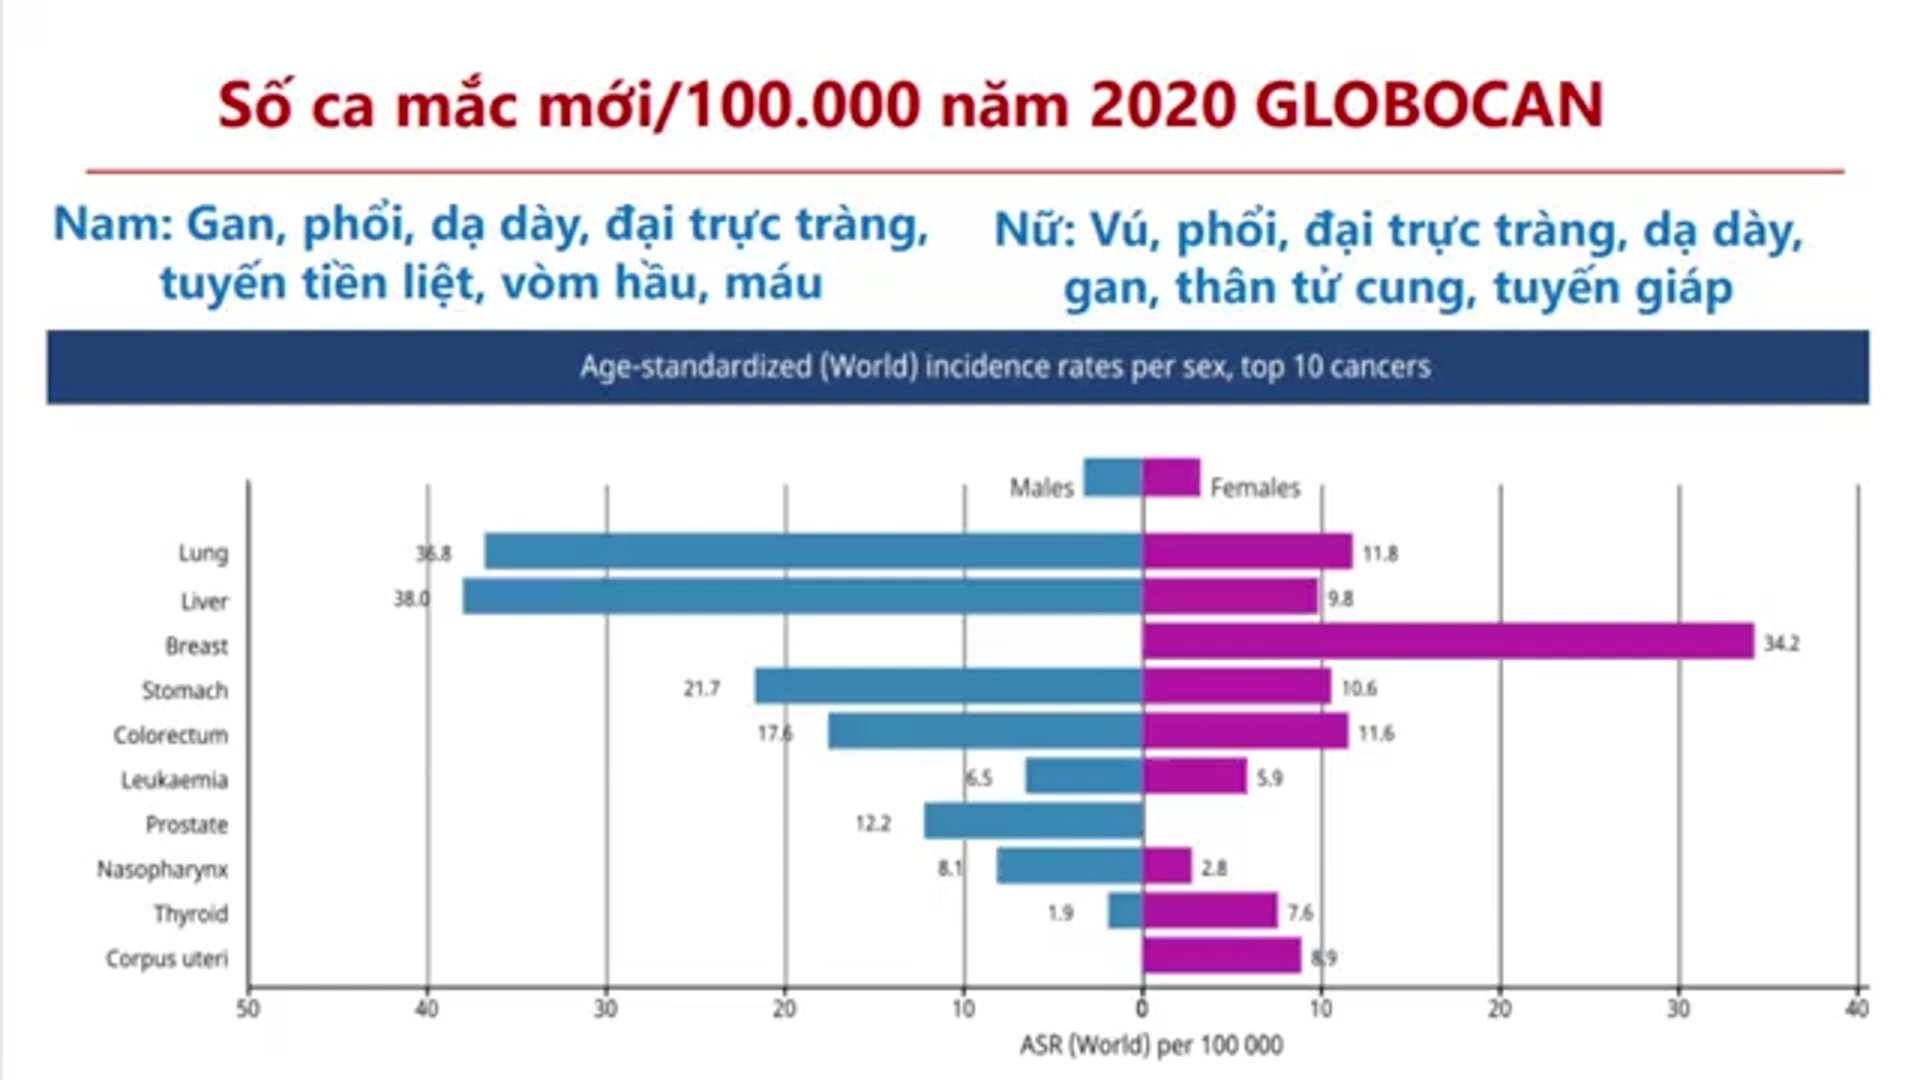 Số ca mắc mới/100.000 năm 2020 GLOBOCAN
Nam: Gan, phổi, dạ dày, đại trực tràng,
tuyến tiền liệt, vòm hầu, máu
Nữ: Vú, phổi, đại trực tràng, dạ dày,
gan, thân tử cung, tuyến giáp
Age-standardized (World) incidence rates per sex, top 10 cancers
Males Females
Lung 36.8 11.8
Liver 38.0 9.8
Breast 34.2
Stomach 21.7 10.6
Colorectum 17.6 11.6
Leukaemia 6.5 5.9
Prostate 12.2
Nasopharynx 8.1 2.8
Thyroid 1.9 7.6
Corpus uteri 8.9
50 40 30 20 10 0 10 20 30 40
ASR (World) per 100 000